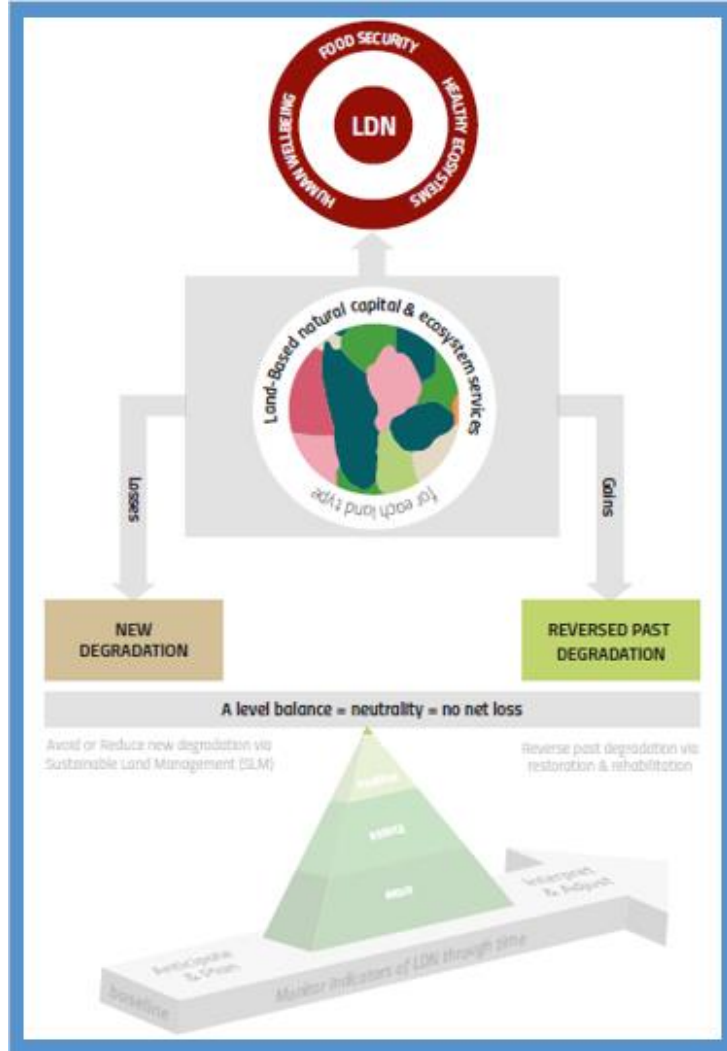 FOOD SECURITY
HUMAN WELLBEING
HEALTHY ECOSYSTEMS
LDN
Land-Based natural capital & ecosystem services
for each land type
Losses
Gains
NEW
DEGRADATION
REVERSED PAST
DEGRADATION
A level balance = neutrality = no net loss
Avoid or Reduce new degradation via
Sustainable Land Management (SLM)
Reverse past degradation via
restoration & rehabilitation
Interpret
& Adjust
Anticipate
& Plan
Monitor indicators of LDN through time
baseline